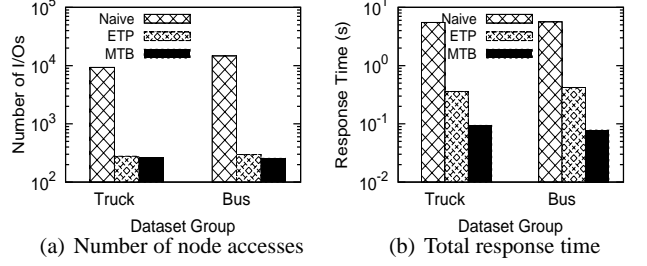 Number of I/Os
10^5
10^4
10^3
10^2
Naive
ETP
MTB
Truck Bus
Dataset Group
(a) Number of node accesses
Response Time (s)
10^1
10^0
10^-1
10^-2
Naive
ETP
MTB
Truck Bus
Dataset Group
(b) Total response time